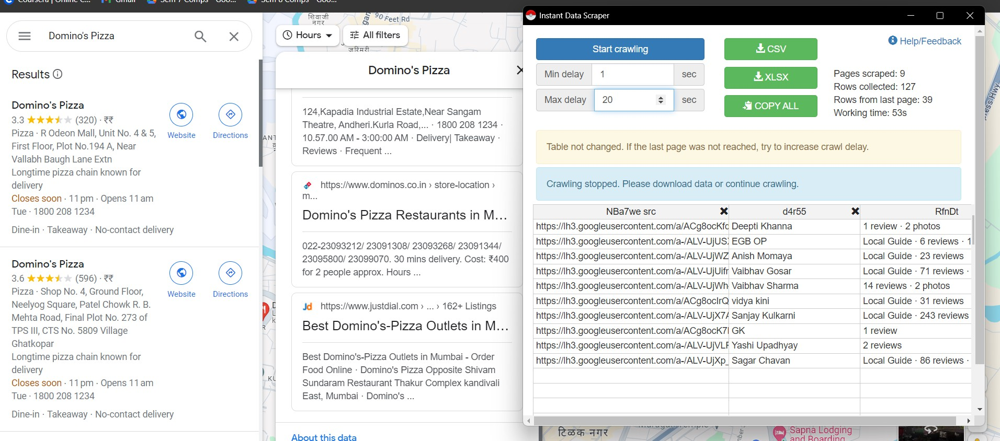 Coursera | Online C...
Gmail
Sem 7 Comps - Goo...
Sem 8 Comps - Goo...
Domino's Pizza
Results
Domino's Pizza
3.3 (320) · ₹₹
Pizza · R Odeon Mall, Unit No. 4 & 5,
First Floor, Plot No.194 A, Near
Vallabh Baugh Lane Extn
Longtime pizza chain known for
delivery
Closes soon · 11 pm · Opens 11 am
Tue · 1800 208 1234
Dine-in · Takeaway · No-contact delivery
Website
Directions
Domino's Pizza
3.6 (596) · ₹₹
Pizza · Shop No. 4, Ground Floor,
Neelyog Square, Patel Chowk R. B.
Mehta Road, Final Plot No. 273 of
TPS III, CTS No. 5809 Village
Ghatkopar
Longtime pizza chain known for
delivery
Closes soon · 11 pm · Opens 11 am
Tue · 1800 208 1234
Dine-in · Takeaway · No-contact delivery
Website
Directions
शिवाजी
नगर
90 Feet Rd
Hours
All filters
जरिमरी
Domino's Pizza
124,Kapadia Industrial Estate,Near Sangam
Theatre, Andheri.Kurla Road,... · 1800 208 1234 ·
10.57.00 AM - 3:00:00 AM · Delivery| Takeaway ·
Reviews · Frequent ...
https://www.dominos.co.in › store-location ›
m...
Domino's Pizza Restaurants in M...
022-23093212/ 23091308/ 23093268/ 23091344/
23095800/ 23099070. 30 mins delivery. Cost: ₹400
for 2 people approx. Hours ...
Jd
https://www.justdial.com › ... › 162+ Listings
Best Domino's-Pizza Outlets in M...
Best Domino's-Pizza Outlets in Mumbai - Order
Food Online · Domino's Pizza Opposite Shivam
Sundaram Restaurant Thakur Complex kandivali
East, Mumbai · Domino's ...
About this data
Instant Data Scraper
Start crawling
Min delay 1 sec
Max delay 20 sec
CSV
XLSX
COPY ALL
Help/Feedback
Pages scraped: 9
Rows collected: 127
Rows from last page: 39
Working time: 53s
Table not changed. If the last page was not reached, try to increase crawl delay.
Crawling stopped. Please download data or continue crawling.
NBa7we src d4r55 RfnDt
https://lh3.googleusercontent.com/a/ACg8ocKfc Deepti Khanna 1 review · 2 photos
https://lh3.googleusercontent.com/a-/ALV-UjUS EGB OP Local Guide · 6 reviews · 1
https://lh3.googleusercontent.com/a-/ALV-UjWZ Anish Momaya Local Guide · 23 reviews
https://lh3.googleusercontent.com/a-/ALV-UjUifr Vaibhav Gosar Local Guide · 71 reviews ·
https://lh3.googleusercontent.com/a-/ALV-UjWh Vaibhav Sharma 14 reviews · 2 photos
https://lh3.googleusercontent.com/a/ACg8ocIrQ vidya kini Local Guide · 31 reviews
https://lh3.googleusercontent.com/a-/ALV-UjX7 Sanjay Kulkarni Local Guide · 243 reviews
https://lh3.googleusercontent.com/a/ACg8ocK7 GK 1 review
https://lh3.googleusercontent.com/a-/ALV-UjVL Yashi Upadhyay 2 reviews
https://lh3.googleusercontent.com/a-/ALV-UjXp_ Sagar Chavan Local Guide · 86 reviews ·
टिळक नगर
Sapna Lodging
and Boarding